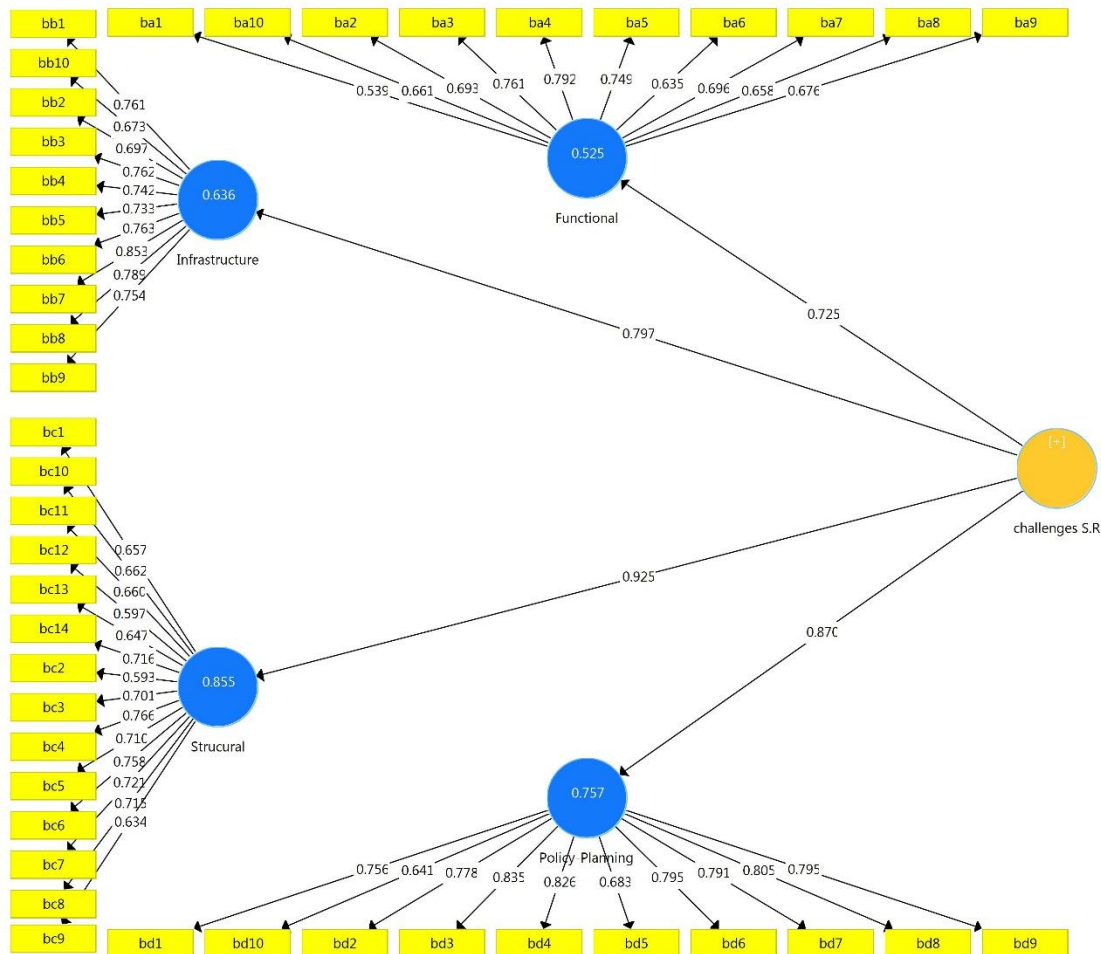 bb1
ba1
ba10
ba2
ba3
ba4
ba5
ba6
ba7
ba8
ba9
bb10
bb2
bb3
bb4
bb5
bb6
bb7
bb8
bb9
0.761
0.673
0.697
0.762
0.742
0.733
0.763
0.853
0.789
0.754
0.539
0.661
0.693
0.761
0.792
0.749
0.635
0.696
0.658
0.676
0.636
Infrastructure
0.525
Functional
0.725
0.797
[+]
challenges S.R
0.925
0.870
bc1
bc10
bc11
bc12
bc13
bc14
bc2
bc3
bc4
bc5
bc6
bc7
bc8
bc9
0.657
0.662
0.660
0.597
0.647
0.716
0.593
0.701
0.766
0.710
0.758
0.721
0.715
0.634
0.855
Strucural
0.757
Policy-Planning
0.756
0.641
0.778
0.835
0.826
0.683
0.795
0.791
0.805
0.795
bd1
bd10
bd2
bd3
bd4
bd5
bd6
bd7
bd8
bd9